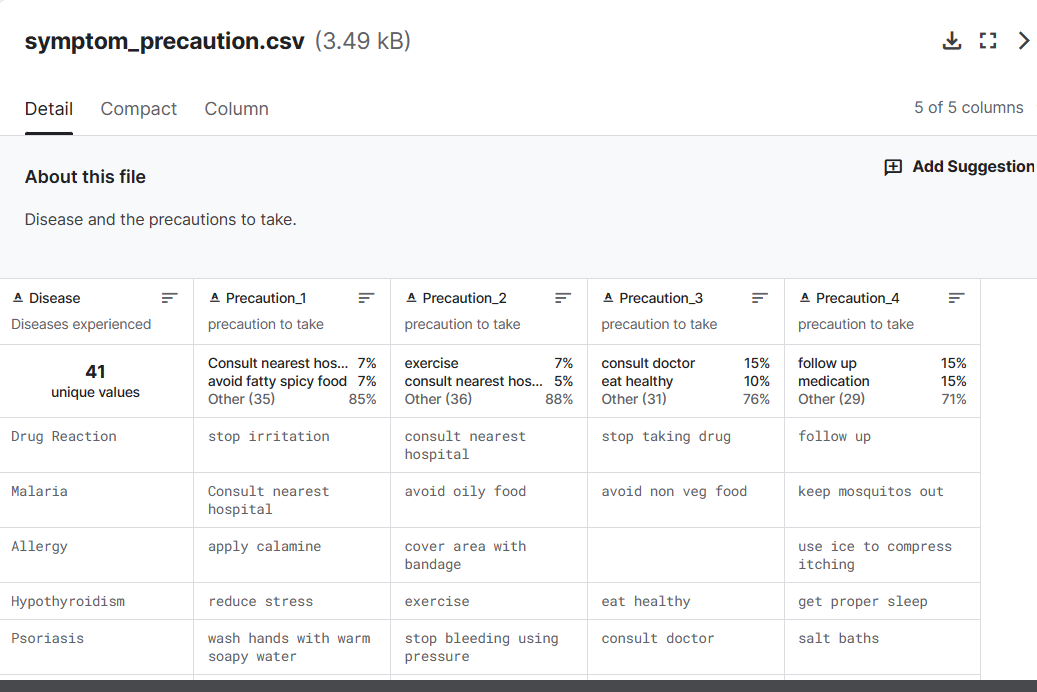 symptom_precaution.csv (3.49 kB)
Detail Compact Column 5 of 5 columns
About this file
Add Suggestion
Disease and the precautions to take.
Disease Precaution_1 Precaution_2 Precaution_3 Precaution_4
Diseases experienced precaution to take precaution to take precaution to take precaution to take
41
unique values
Consult nearest hos... 7%
avoid fatty spicy food 7%
Other (35) 85%
exercise 7%
consult nearest hos... 5%
Other (36) 88%
consult doctor 15%
eat healthy 10%
Other (31) 76%
follow up 15%
medication 15%
Other (29) 71%
Drug Reaction
stop irritation
consult nearest
hospital
stop taking drug
follow up
Malaria
Consult nearest
hospital
avoid oily food
avoid non veg food
keep mosquitos out
Allergy
apply calamine
cover area with
bandage
use ice to compress
itching
Hypothyroidism
reduce stress
exercise
eat healthy
get proper sleep
Psoriasis
wash hands with warm
soapy water
stop bleeding using
pressure
consult doctor
salt baths